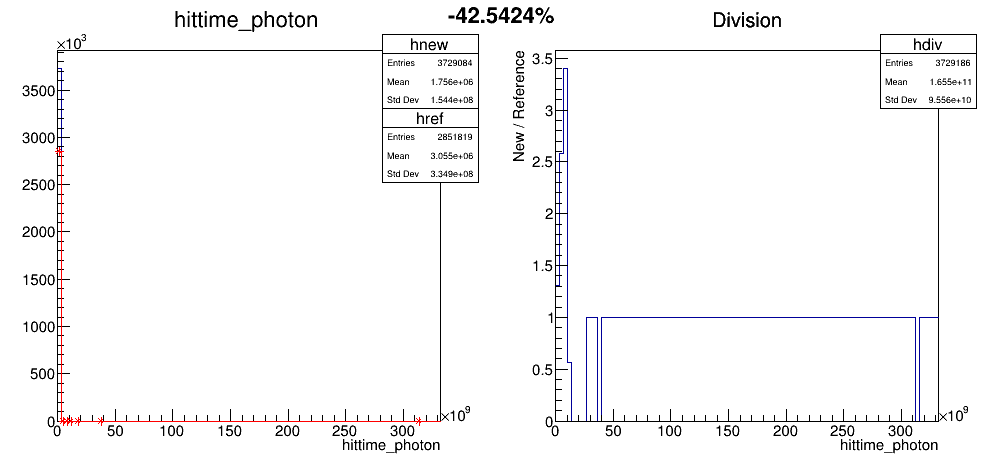 -42.5424%
hittime_photon
×10³
hnew
Entries 3729084
Mean 1.756e+06
Std Dev 1.544e+08
href
Entries 2851819
Mean 3.055e+06
Std Dev 3.349e+08
3500
3000
2500
2000
1500
1000
500
0
0 50 100 150 200 250 300
×10⁹
hittime_photon
Division
hdiv
Entries 3729186
Mean 1.655e+11
Std Dev 9.556e+10
New / Reference
3.5
3
2.5
2
1.5
1
0.5
0
0 50 100 150 200 250 300
×10⁹
hittime_photon